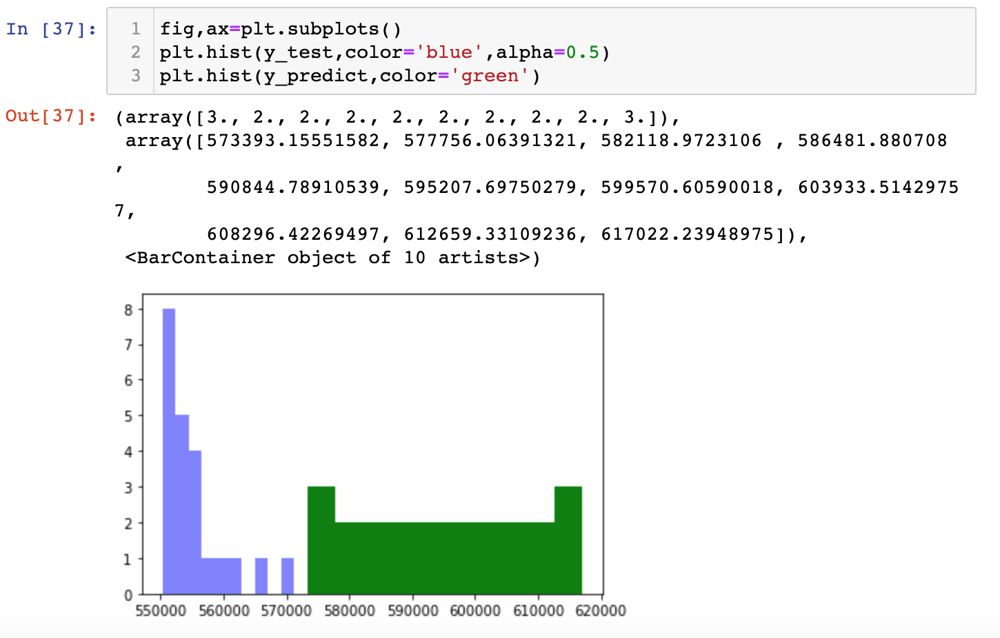 In [37]:
1 fig,ax=plt.subplots()
2 plt.hist(y_test,color='blue',alpha=0.5)
3 plt.hist(y_predict,color='green')
Out[37]: (array([3., 2., 2., 2., 2., 2., 2., 2., 2., 3.]),
array([573393.15551582, 577756.06391321, 582118.9723106 , 586481.880708
,
590844.78910539, 595207.69750279, 599570.60590018, 603933.5142975
7,
608296.42269497, 612659.33109236, 617022.23948975]),
<BarContainer object of 10 artists>)
8
7
6
5
4
3
2
1
0
550000 560000 570000 580000 590000 600000 610000 620000